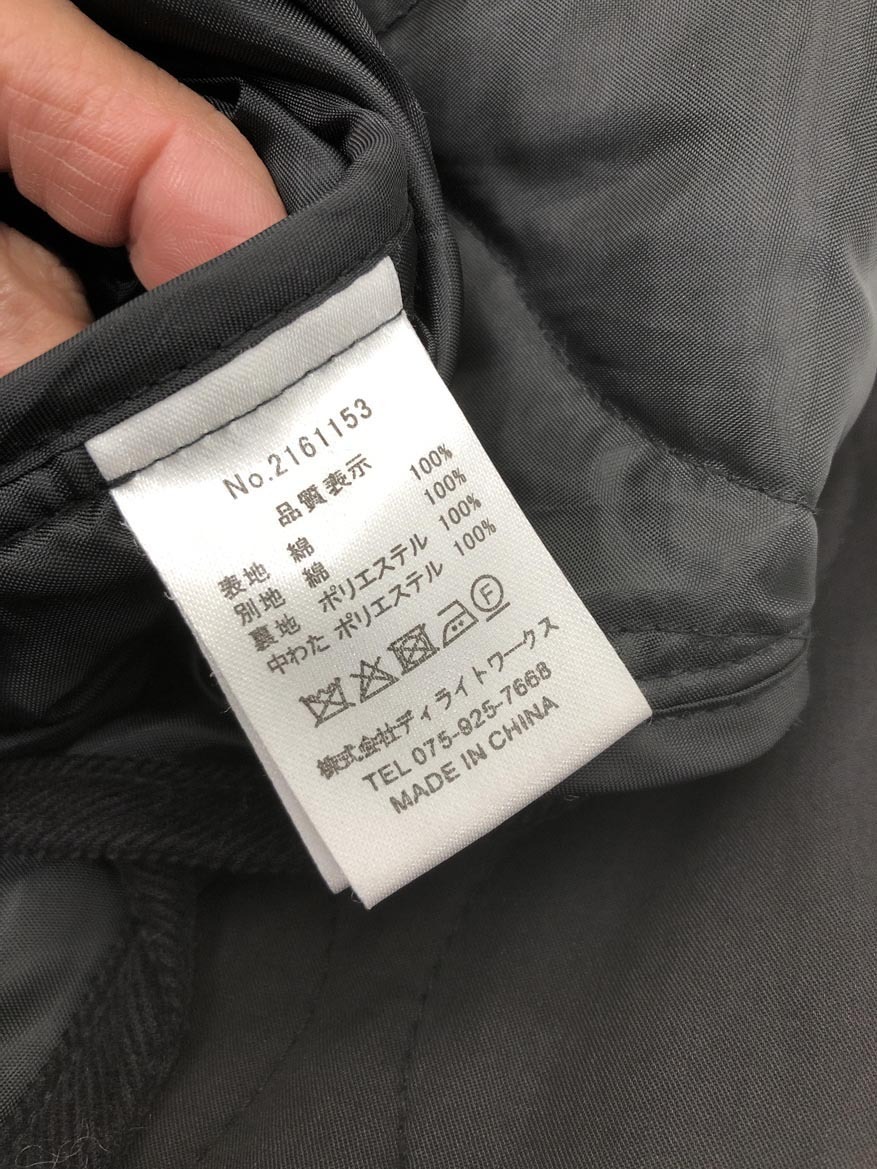 No.2161153
品質表示
表地 綿 100%
別地 綿 100%
裏地 ポリエステル 100%
中わた ポリエステル 100%
F
株式会社ディライトワークス
TEL 075-925-7668
MADE IN CHINA